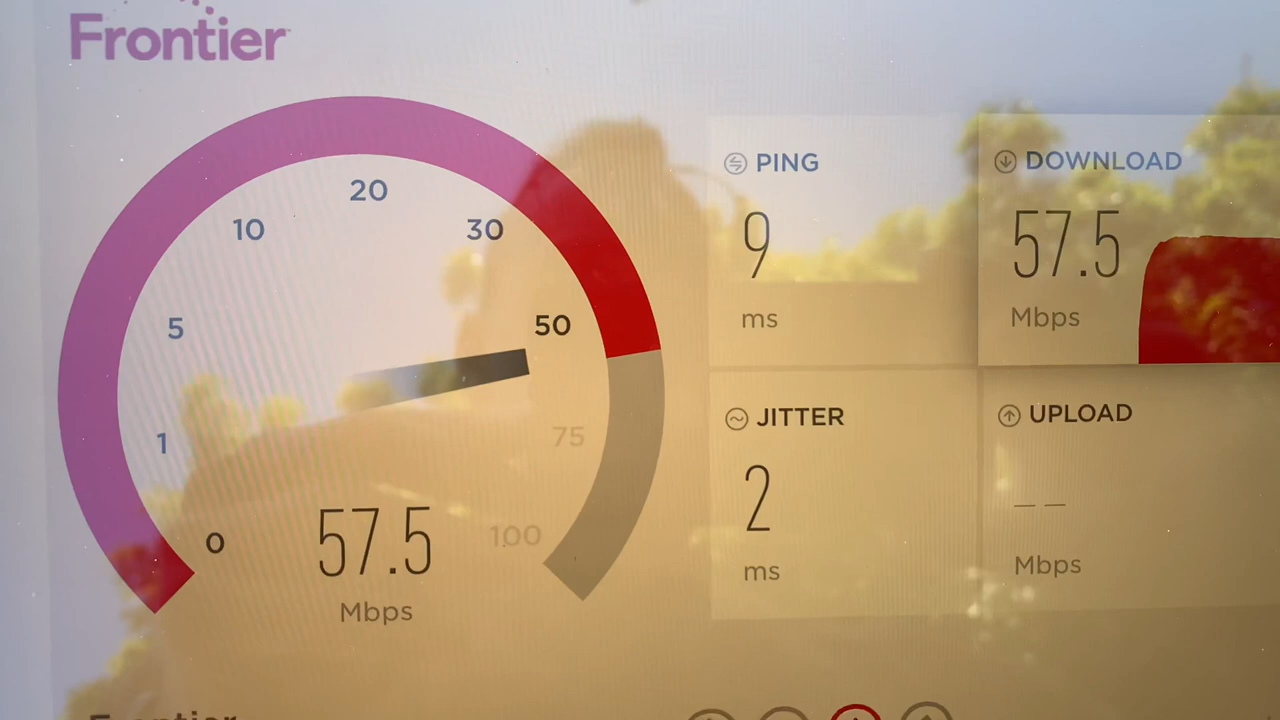 Frontier
20
10
30
5
50
1
75
0
100
57.5
Mbps
PING
9
ms
DOWNLOAD
57.5
Mbps
JITTER
2
ms
UPLOAD
— —
Mbps
Frontier